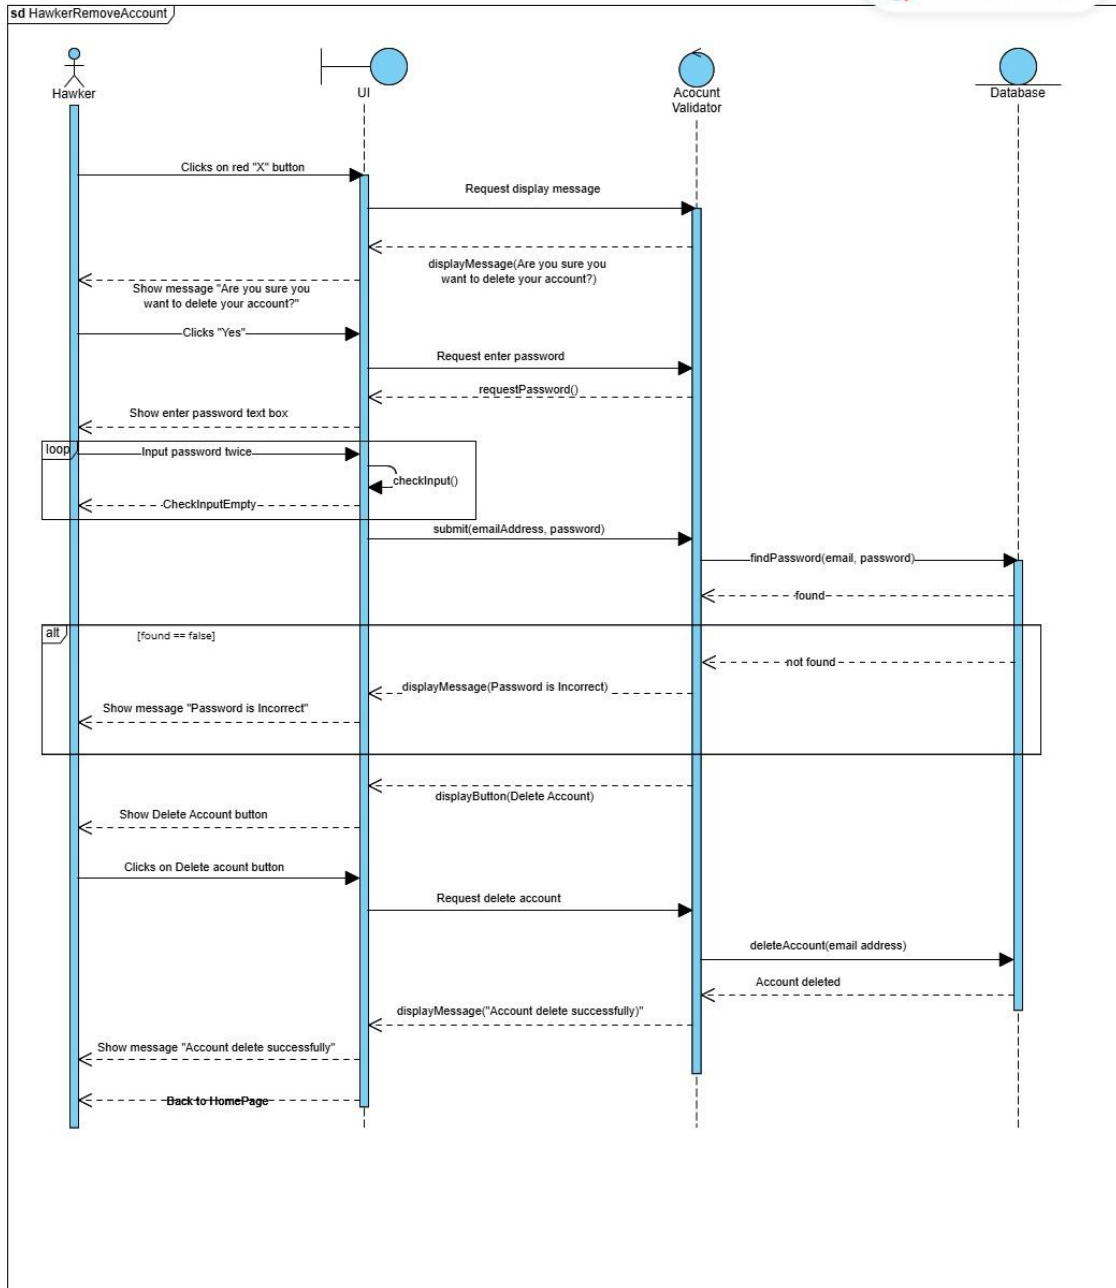 sd HawkerRemoveAccount
Hawker
UI
Acocunt
Validator
Database
Clicks on red "X" button
Request display message
displayMessage(Are you sure you
want to delete your account?)
Show message "Are you sure you
want to delete your account?"
Clicks "Yes"
Request enter password
requestPassword()
Show enter password text box
loop
Input password twice
checkInput()
CheckInputEmpty
submit(emailAddress, password)
findPassword(email, password)
found
alt
[found == false]
not found
displayMessage(Password is Incorrect)
Show message "Password is Incorrect"
displayButton(Delete Account)
Show Delete Account button
Clicks on Delete acount button
Request delete account
deleteAccount(email address)
Account deleted
displayMessage("Account delete successfully)"
Show message "Account delete successfully"
Back to HomePage